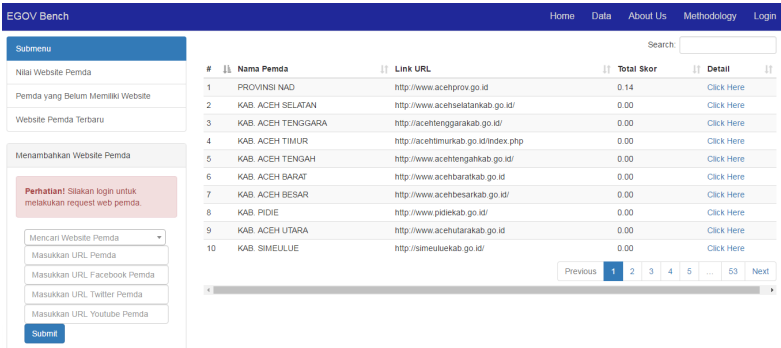 EGOV Bench Home Data About Us Methodology Login
Submenu
Nilai Website Pemda
Pemda yang Belum Memiliki Website
Website Pemda Terbaru
Menambahkan Website Pemda
Perhatian! Silakan login untuk
melakukan request web pemda.
Mencari Website Pemda
Masukkan URL Pemda
Masukkan URL Facebook Pemda
Masukkan URL Twitter Pemda
Masukkan URL Youtube Pemda
Submit
Search:
# Nama Pemda Link URL Total Skor Detail
1 PROVINSI NAD http://www.acehprov.go.id 0.14 Click Here
2 KAB. ACEH SELATAN http://www.acehselatankab.go.id/ 0.00 Click Here
3 KAB. ACEH TENGGARA http://acehtenggarakab.go.id/ 0.00 Click Here
4 KAB. ACEH TIMUR http://acehtimurkab.go.id/index.php 0.00 Click Here
5 KAB. ACEH TENGAH http://www.acehtengahkab.go.id/ 0.00 Click Here
6 KAB. ACEH BARAT http://www.acehbaratkab.go.id 0.00 Click Here
7 KAB. ACEH BESAR http://www.acehbesarkab.go.id/ 0.00 Click Here
8 KAB. PIDIE http://www.pidiekab.go.id/ 0.00 Click Here
9 KAB. ACEH UTARA http://www.acehutarakab.go.id 0.00 Click Here
10 KAB. SIMEULUE http://simeuluekab.go.id/ 0.00 Click Here
Previous 1 2 3 4 5 ... 53 Next